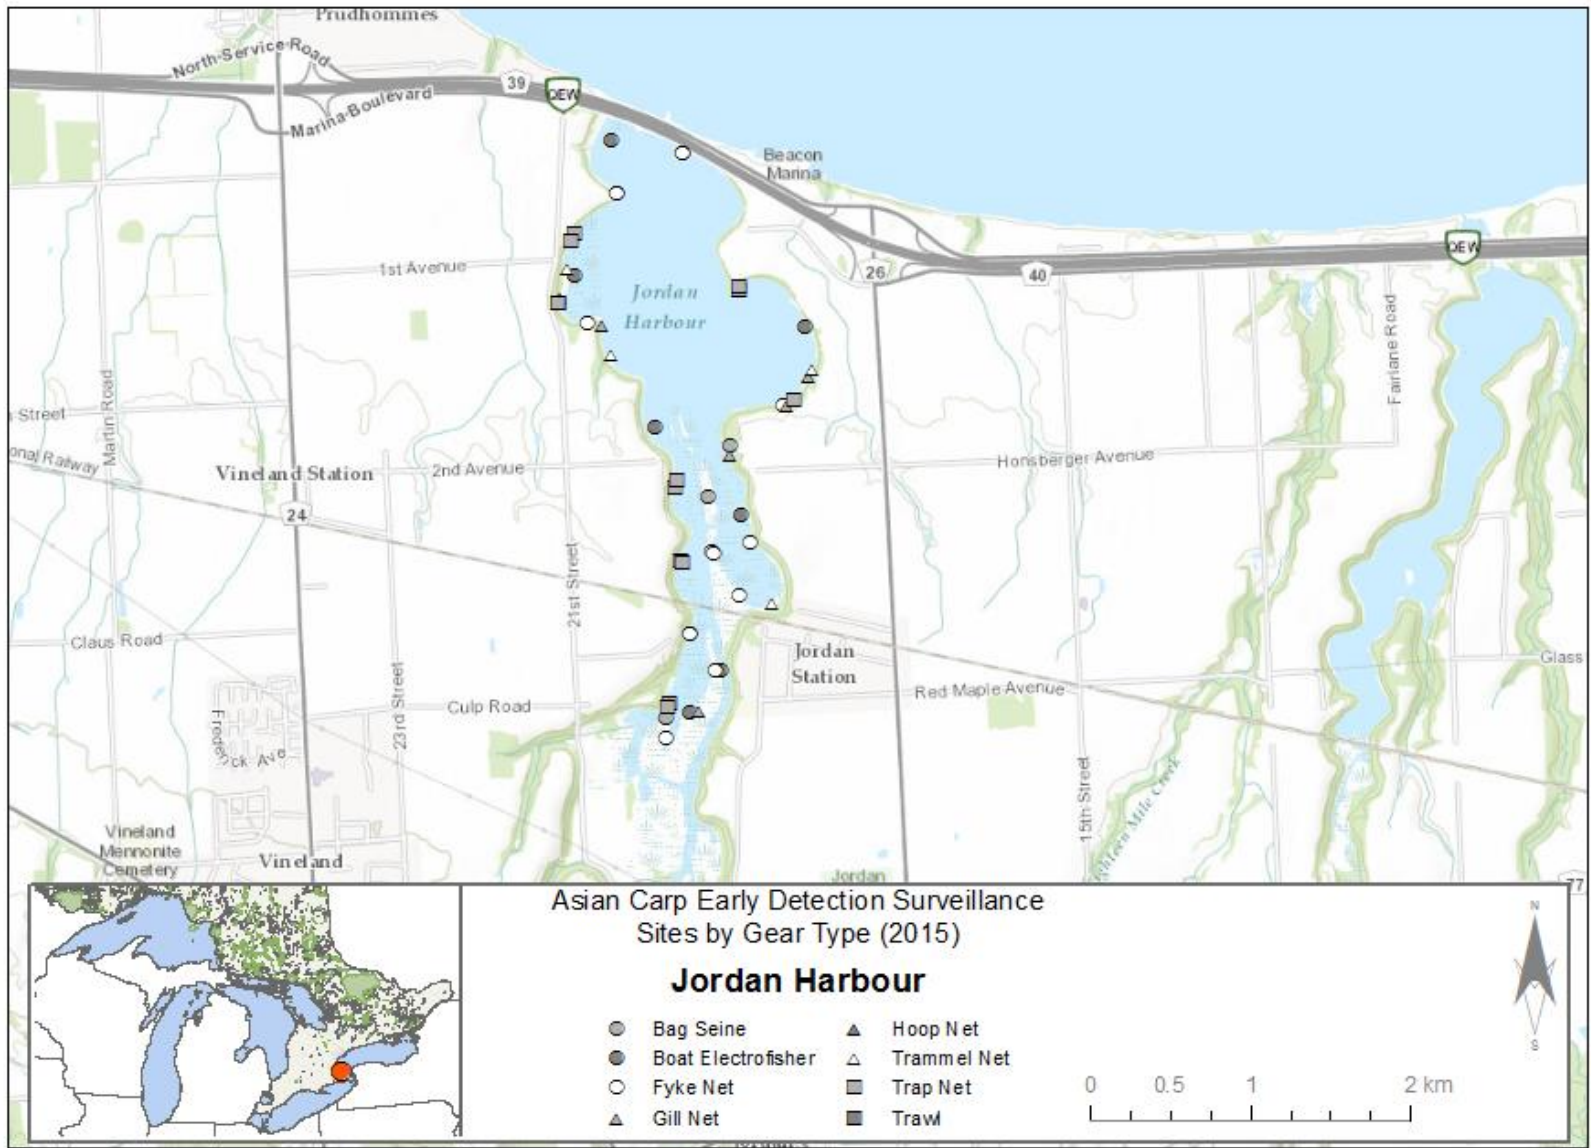 Prudhommes
North Service Road
39
QEW
Marina Boulevard
Beacon
Marina
QEW
1st Avenue
26
40
Jordan
Harbour
Fairlane Road
Martin Road
Street
Honsberger Avenue
Vineland Station
2nd Avenue
onal Railway
24
21st Street
Claus Road
Jordan
Station
Glass
23rd Street
Culp Road
Red Maple Avenue
Frederick Ave
15th Street
Vineland
Mennonite
Cemetery
Vineland
Jordan
77
Asian Carp Early Detection Surveillance
Sites by Gear Type (2015)
Jordan Harbour
Bag Seine
Hoop Net
Boat Electrofisher
Trammel Net
Fyke Net
Trap Net
Gill Net
Trawl
0 0.5 1 2 km
N
S